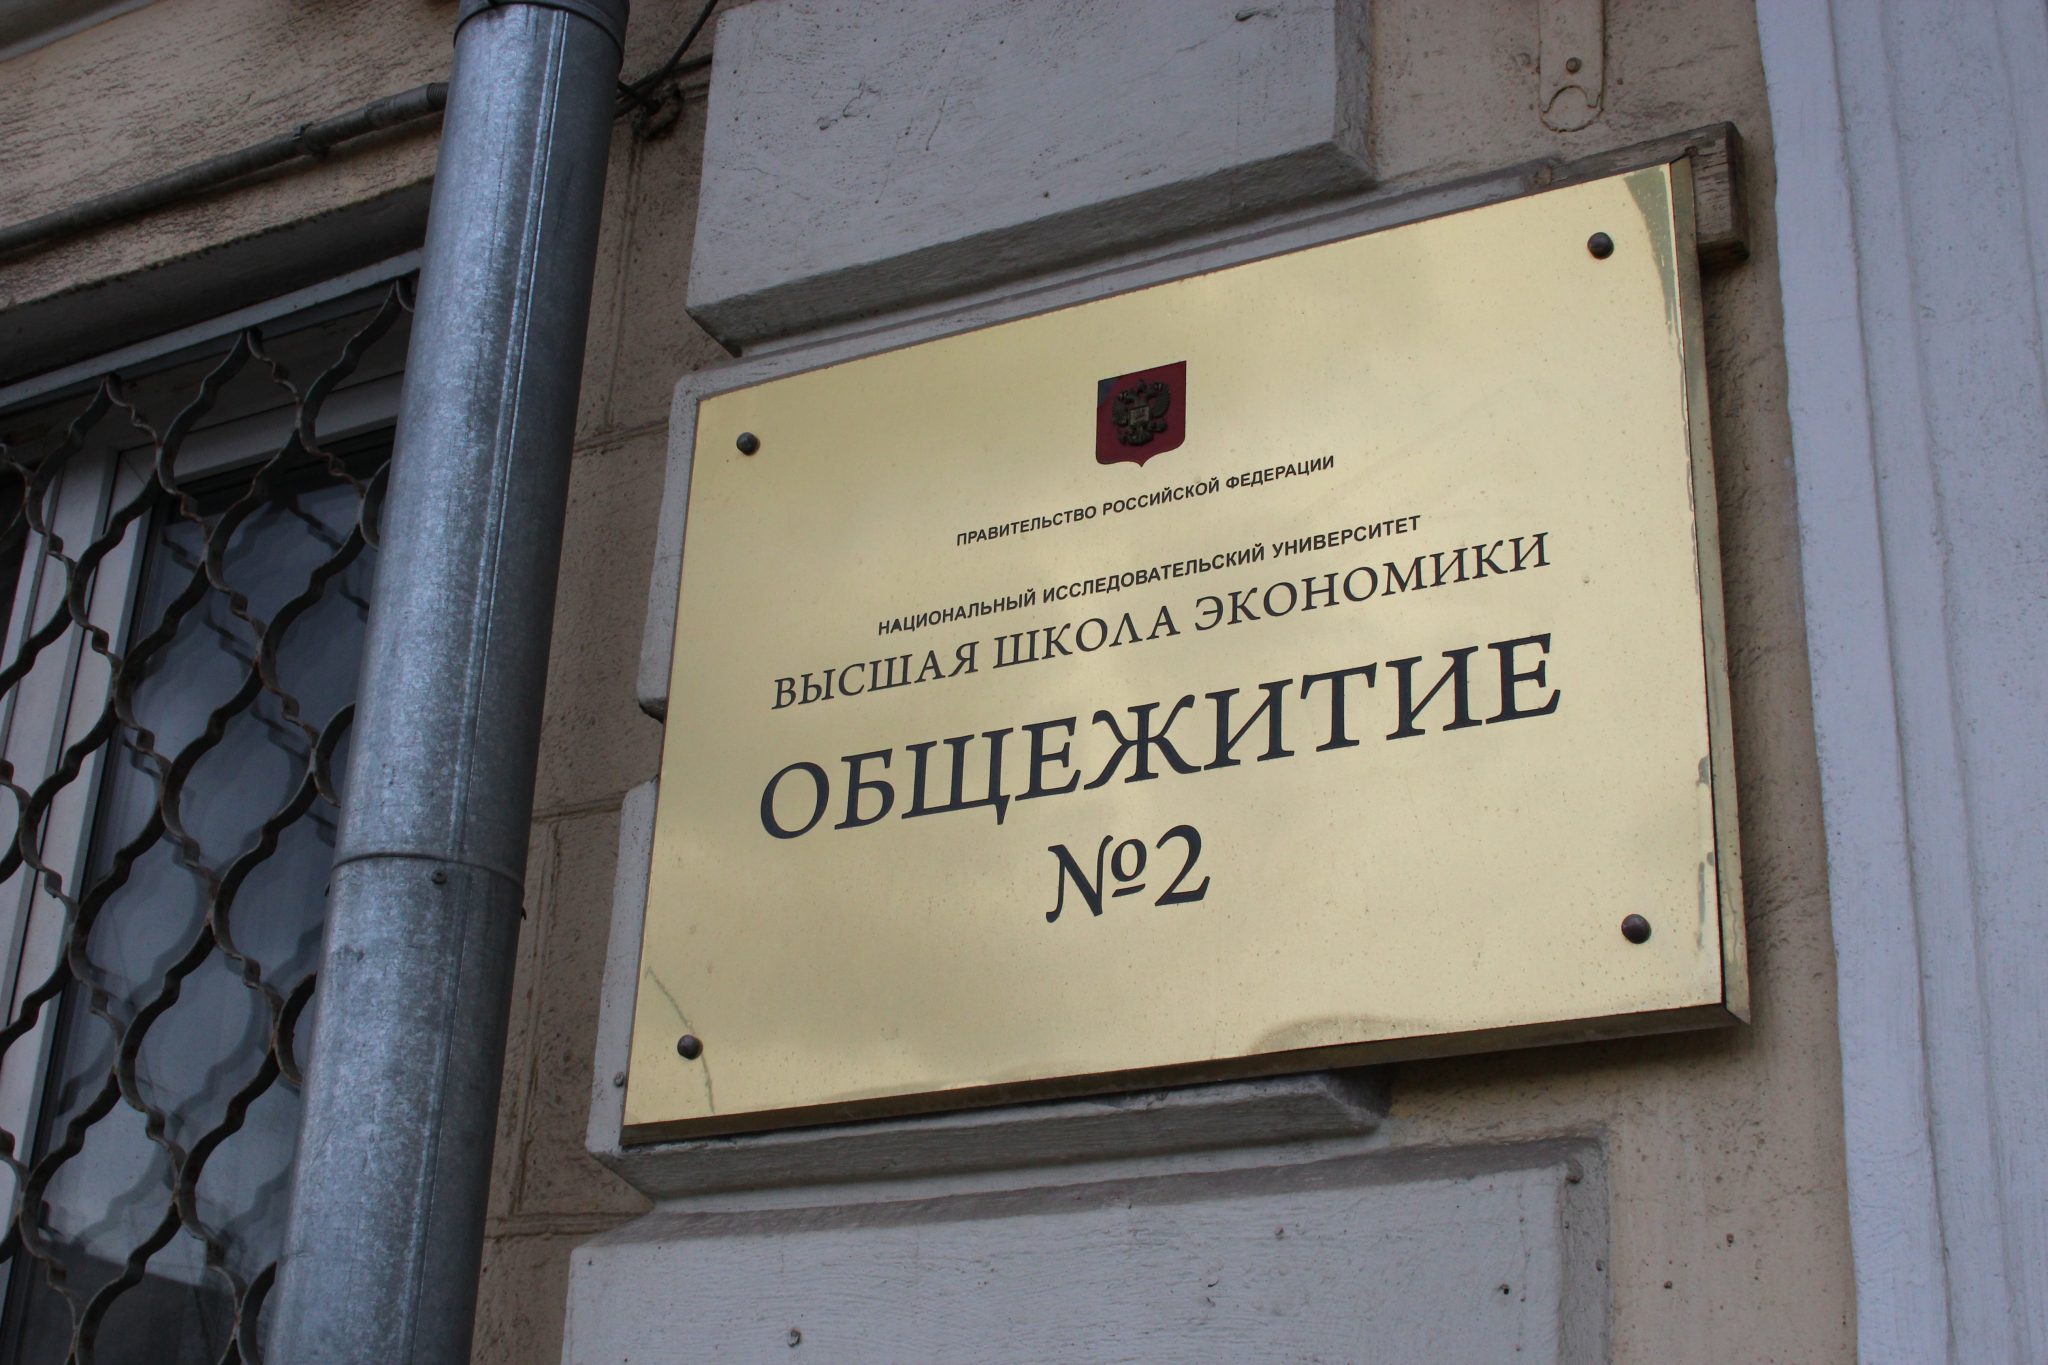 ПРАВИТЕЛЬСТВО РОССИЙСКОЙ ФЕДЕРАЦИИ
НАЦИОНАЛЬНЫЙ ИССЛЕДОВАТЕЛЬСКИЙ УНИВЕРСИТЕТ
ВЫСШАЯ ШКОЛА ЭКОНОМИКИ
ОБЩЕЖИТИЕ
№2